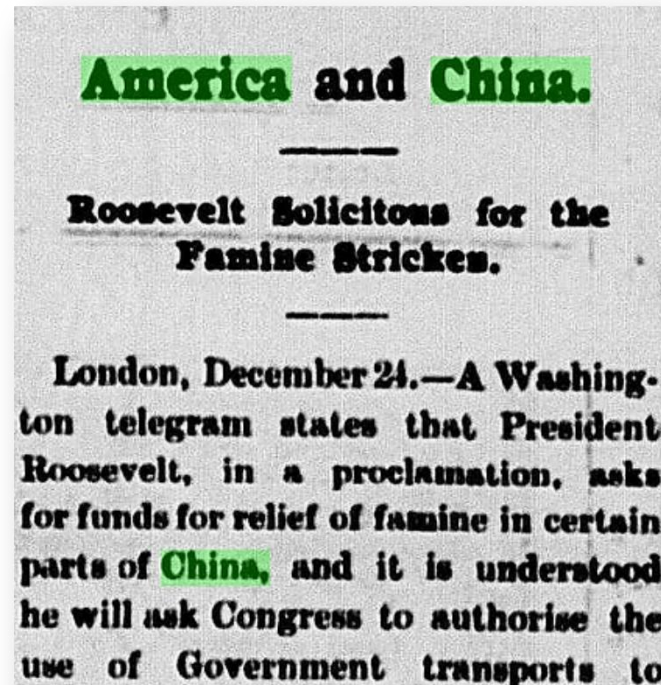 America and China.
Roosevelt Solicitous for the
Famine Stricken.
London, December 24.—A Washing-
ton telegram states that President
Roosevelt, in a proclamation, asks
for funds for relief of famine in certain
parts of China, and it is understood
he will ask Congress to authorise the
use of Government transports to